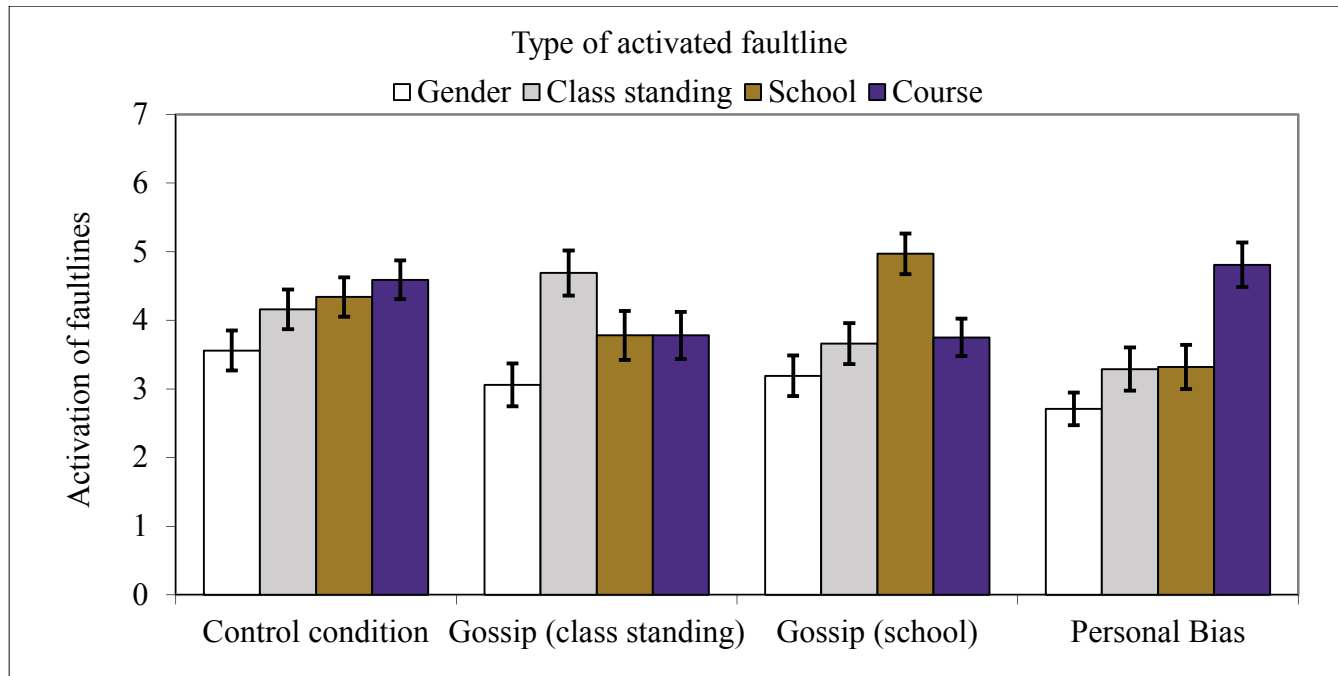 Type of activated faultline
Gender Class standing School Course
7
6
5
4
3
2
1
0
Activation of faultlines
Control condition Gossip (class standing) Gossip (school) Personal Bias